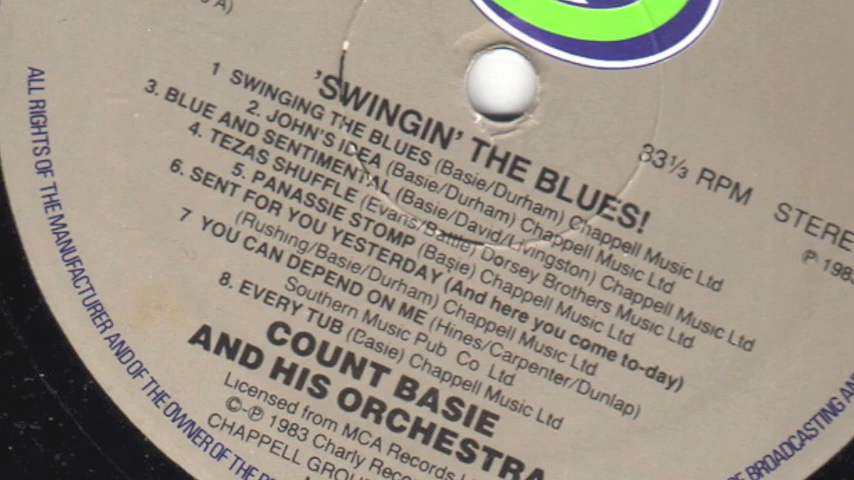 A)
'SWINGIN' THE BLUES!
33⅓ RPM
STERE
℗ 1983
1 SWINGING THE BLUES (Basie/Durham) Chappell Music Ltd
2. JOHN'S IDEA (Basie/Durham) Chappell Music Ltd
3. BLUE AND SENTIMENTAL (Basie/David/Livingston) Chappell Music Ltd
4. TEZAS SHUFFLE (Evans/Battle) Dorsey Brothers Music Ltd
5. PANASSIE STOMP (Basie) Chappell Music Ltd
6. SENT FOR YOU YESTERDAY (And here you come to-day)
(Rushing/Basie/Durham) Chappell Music Ltd
7 YOU CAN DEPEND ON ME (Hines/Carpenter/Dunlap)
Southern Music Pub Co Ltd
8. EVERY TUB (Basie) Chappell Music Ltd
COUNT BASIE
AND HIS ORCHESTRA
Licensed from MCA Records
©-℗ 1983 Charly Reco
CHAPPELL GROU
ALL RIGHTS OF THE MANUFACTURER AND OF THE OWNER OF THE RE
BROADCASTING AN